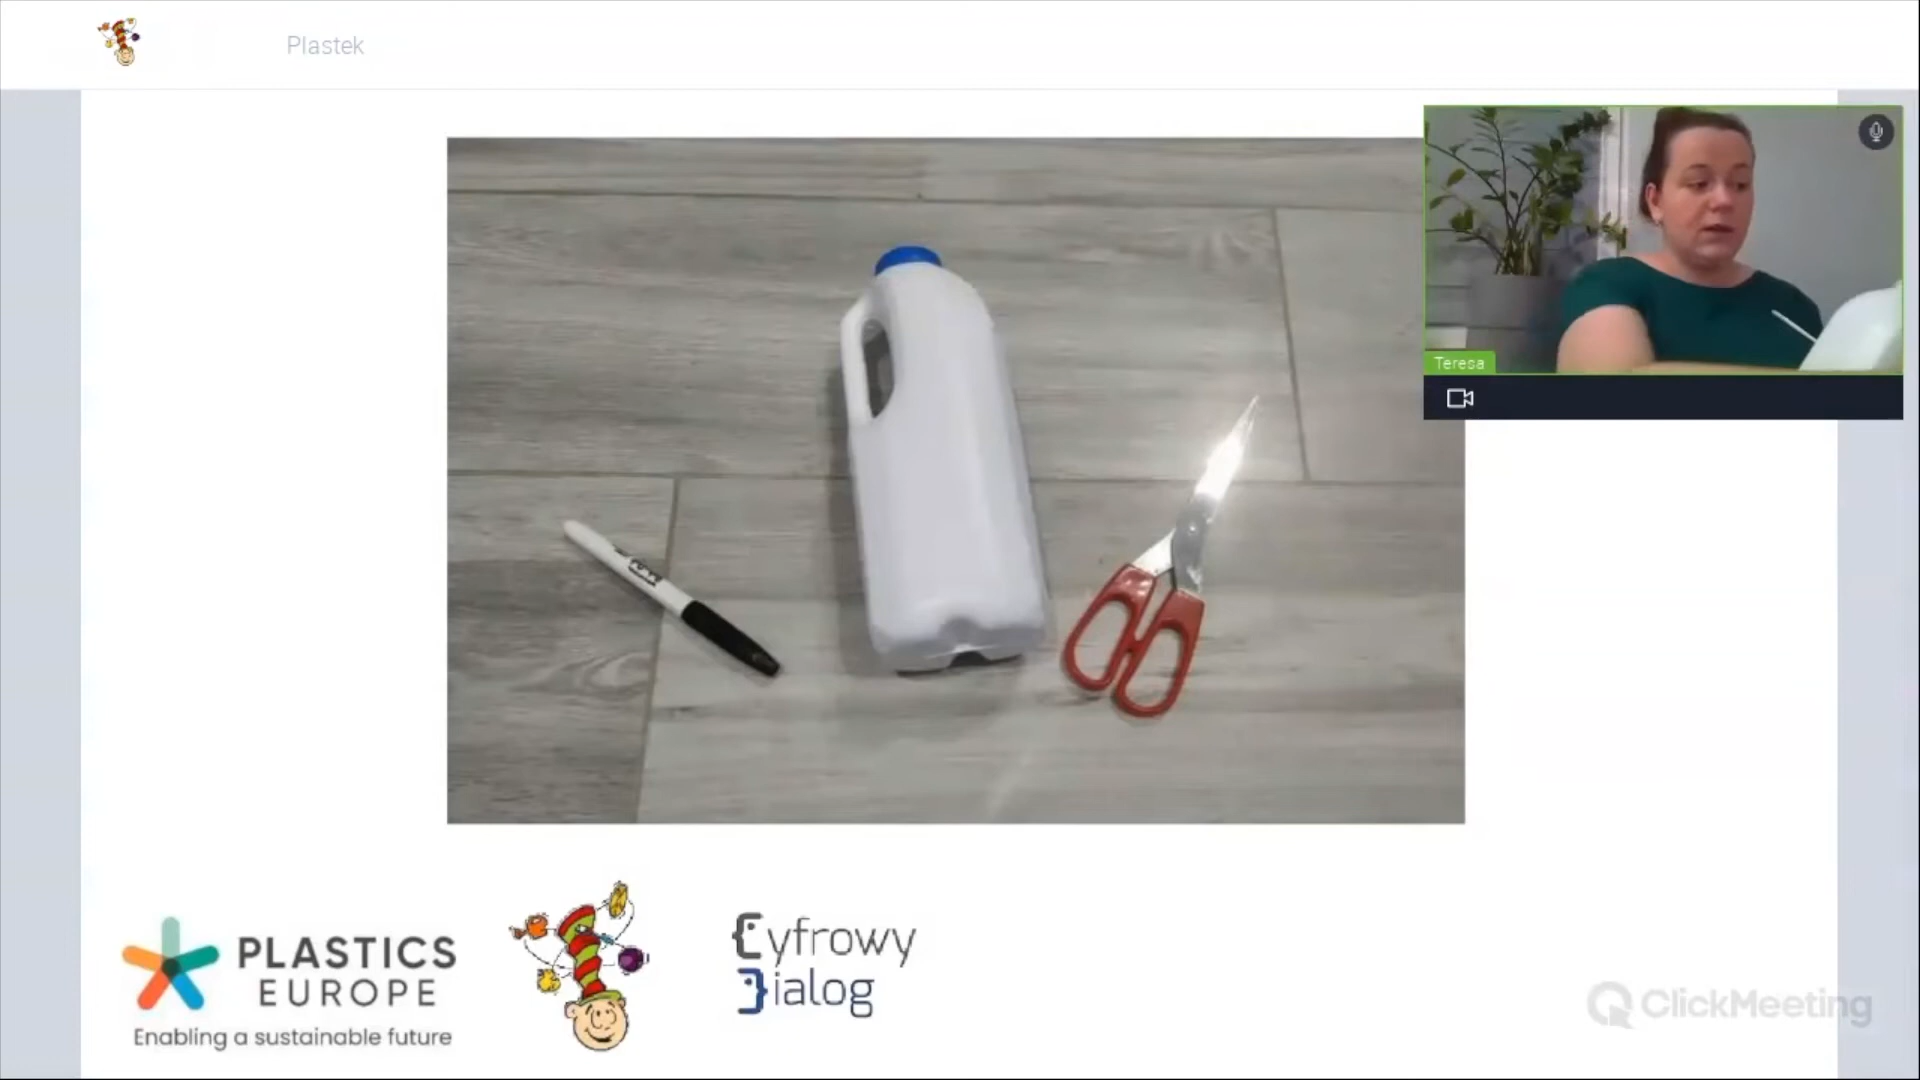 Plastek
Teresa
PLASTICS
EUROPE
Enabling a sustainable future
Cyfrowy
Dialog
ClickMeeting